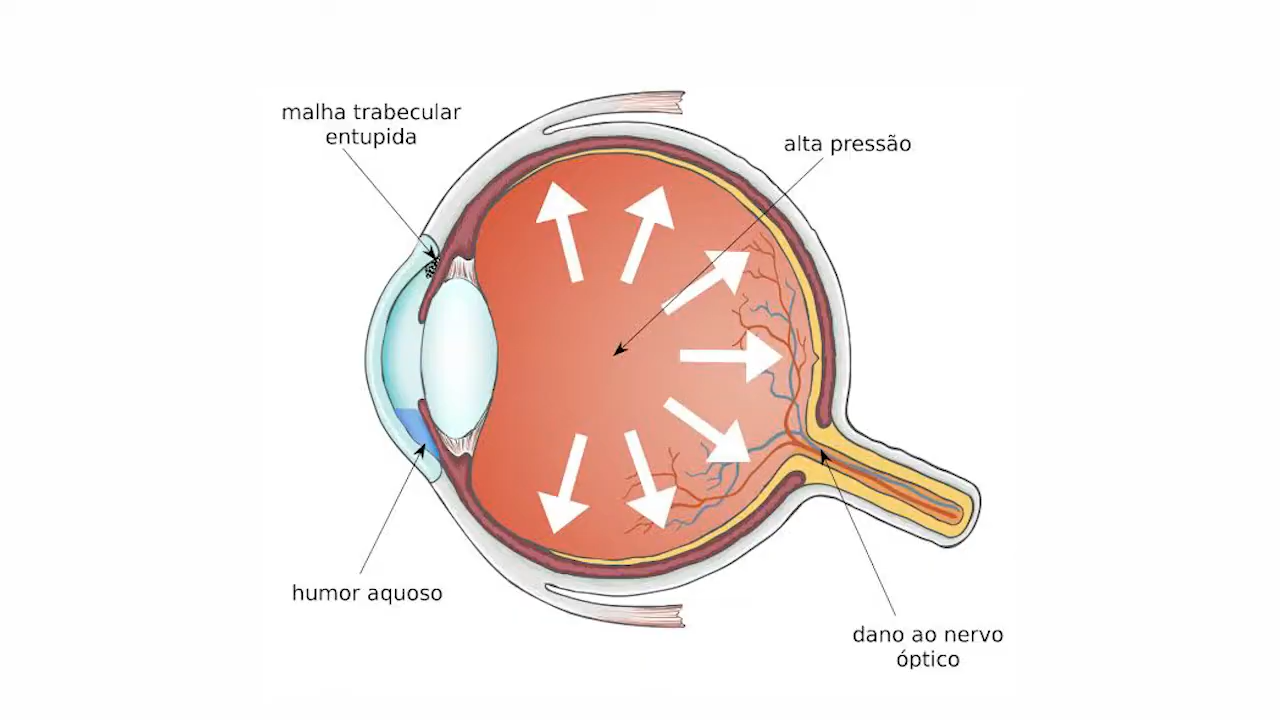 malha trabecular
entupida
alta pressão
humor aquoso
dano ao nervo
óptico